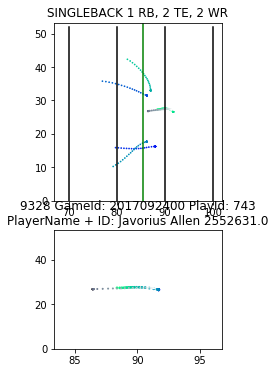 SINGLEBACK 1 RB, 2 TE, 2 WR
50
40
30
20
10
0
70 80 90 100
9328 GameId: 2017092400 PlayId: 743
PlayerName + ID: Javorius Allen 2552631.0
40
20
0
85 90 95